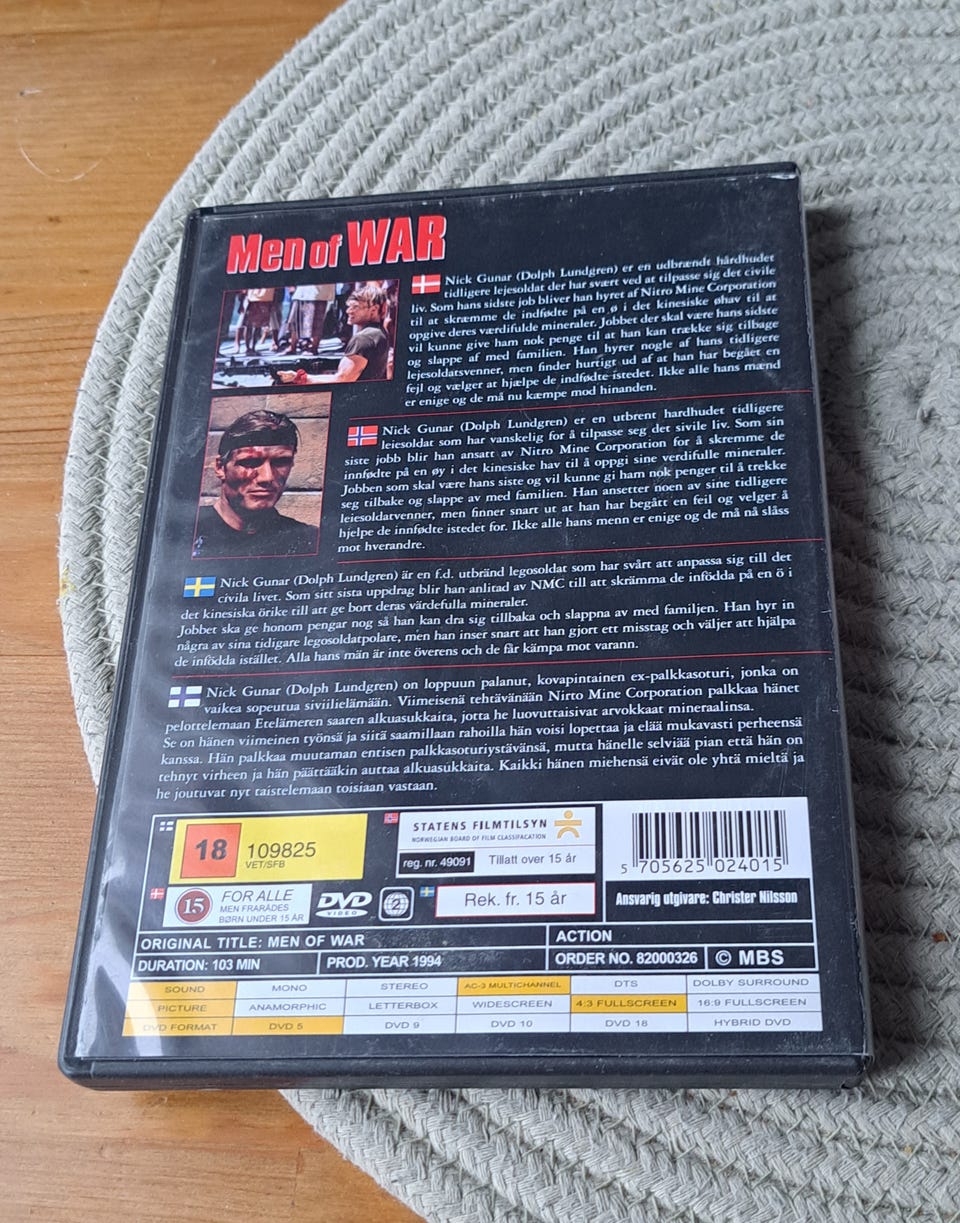 Men of WAR
Nick Gunar (Dolph Lundgren) er en udbrændt hårdhudet
tidligere lejesoldat der har svært ved at tilpasse sig det civile
liv. Som hans sidste job bliver han hyret af Nitro Mine Corporation
til at skræmme de indfødte på en ø i det kinesiske øhav til at
opgive deres værdifulde mineraler. Jobbet der skal være hans sidste
vil kunne give ham nok penge til at han kan trække sig tilbage
og slappe af med familien. Han hyrer nogle af hans tidligere
lejesoldatsvenner, men finder hurtigt ud af at han har begået en
fejl og vælger at hjælpe de indfødte istedet. Ikke alle hans mænd
er enige og de må nu kæmpe mod hinanden.
Nick Gunar (Dolph Lundgren) er en utbrent hardhudet tidligere
leiesoldat som har vanskelig for å tilpasse seg det sivile liv. Som sin
siste jobb blir han ansatt av Nitro Mine Corporation for å skremme de
innfødte på en øy i det kinesiske hav til å oppgi sine verdifulle mineraler.
Jobben som skal være hans siste og vil kunne gi ham nok penger til å trekke
seg tilbake og slappe av med familien. Han ansetter noen av sine tidligere
leiesoldatvenner, men finner snart ut at han har begått en feil og velger å
hjelpe de innfødte istedet for. Ikke alle hans menn er enige og de må nå slåss
mot hverandre.
Nick Gunar (Dolph Lundgren) är en f.d. utbränd legosoldat som har svårt att anpassa sig till det
civila livet. Som sitt sista uppdrag blir han anlitad av NMC till att skrämma de infödda på en ö i
det kinesiska örike till att ge bort deras värdefulla mineraler.
Jobbet ska ge honom pengar nog så han kan dra sig tillbaka och slappna av med familjen. Han hyr in
några av sina tidigare legosoldatpolare, men han inser snart att han gjort ett misstag och väljer att hjälpa
de infödda istället. Alla hans män är inte överens och de får kämpa mot varann.
Nick Gunar (Dolph Lundgren) on loppuun palanut, kovapintainen ex-palkkasoturi, jonka on
vaikea sopeutua siviilielämään. Viimeisenä tehtävänään Nirto Mine Corporation palkkaa hänet
pelottelemaan Etelämeren saaren alkuasukkaita, jotta he luovuttaisivat arvokkaat mineraalinsa.
Se on hänen viimeinen työnsä ja siitä saamillaan rahoilla hän voisi lopettaa ja elää mukavasti perheensä
kanssa. Hän palkkaa muutaman entisen palkkasoturiystävänsä, mutta hänelle selviää pian että hän on
tehnyt virheen ja hän päättääkin auttaa alkuasukkaita. Kaikki hänen miehensä eivät ole yhtä mieltä ja
he joutuvat nyt taistelemaan toisiaan vastaan.
18 109825
VET/SFB
STATENS FILMTILSYN
NORWEGIAN BOARD OF FILM CLASSIFACATION
reg. nr. 49091 Tillatt over 15 år
5 705625 024015
15 FOR ALLE
MEN FRARÅDES
BØRN UNDER 15 ÅR
DVD
VIDEO
2
Rek. fr. 15 år
Ansvarig utgivare: Christer Nilsson
ORIGINAL TITLE: MEN OF WAR ACTION
DURATION: 103 MIN PROD. YEAR 1994 ORDER NO. 82000326 © MBS
SOUND MONO STEREO AC-3 MULTICHANNEL DTS DOLBY SURROUND
PICTURE ANAMORPHIC LETTERBOX WIDESCREEN 4:3 FULLSCREEN 16:9 FULLSCREEN
DVD FORMAT DVD 5 DVD 9 DVD 10 DVD 18 HYBRID DVD